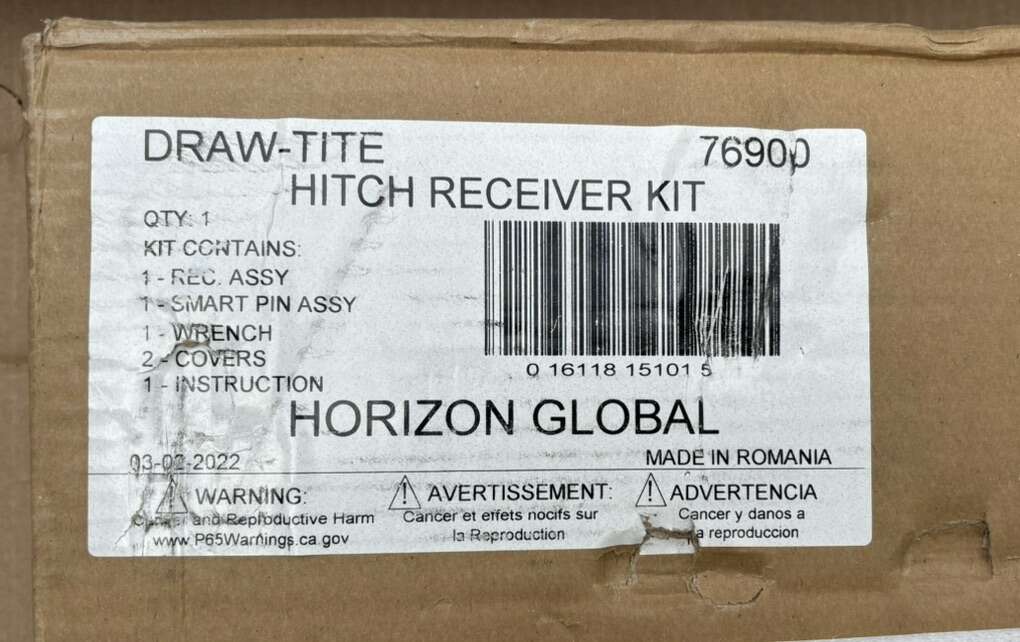 DRAW-TITE 76900
HITCH RECEIVER KIT
QTY: 1
KIT CONTAINS:
1 - REC. ASSY
1 - SMART PIN ASSY
1 - WRENCH
2 - COVERS
1 - INSTRUCTION
0 16118 15101 5
HORIZON GLOBAL
03-02-2022
MADE IN ROMANIA
WARNING:
Cancer and Reproductive Harm
www.P65Warnings.ca.gov
AVERTISSEMENT:
Cancer et effets nocifs sur
la Reproduction
ADVERTENCIA
Cancer y danos a
la reproduccion